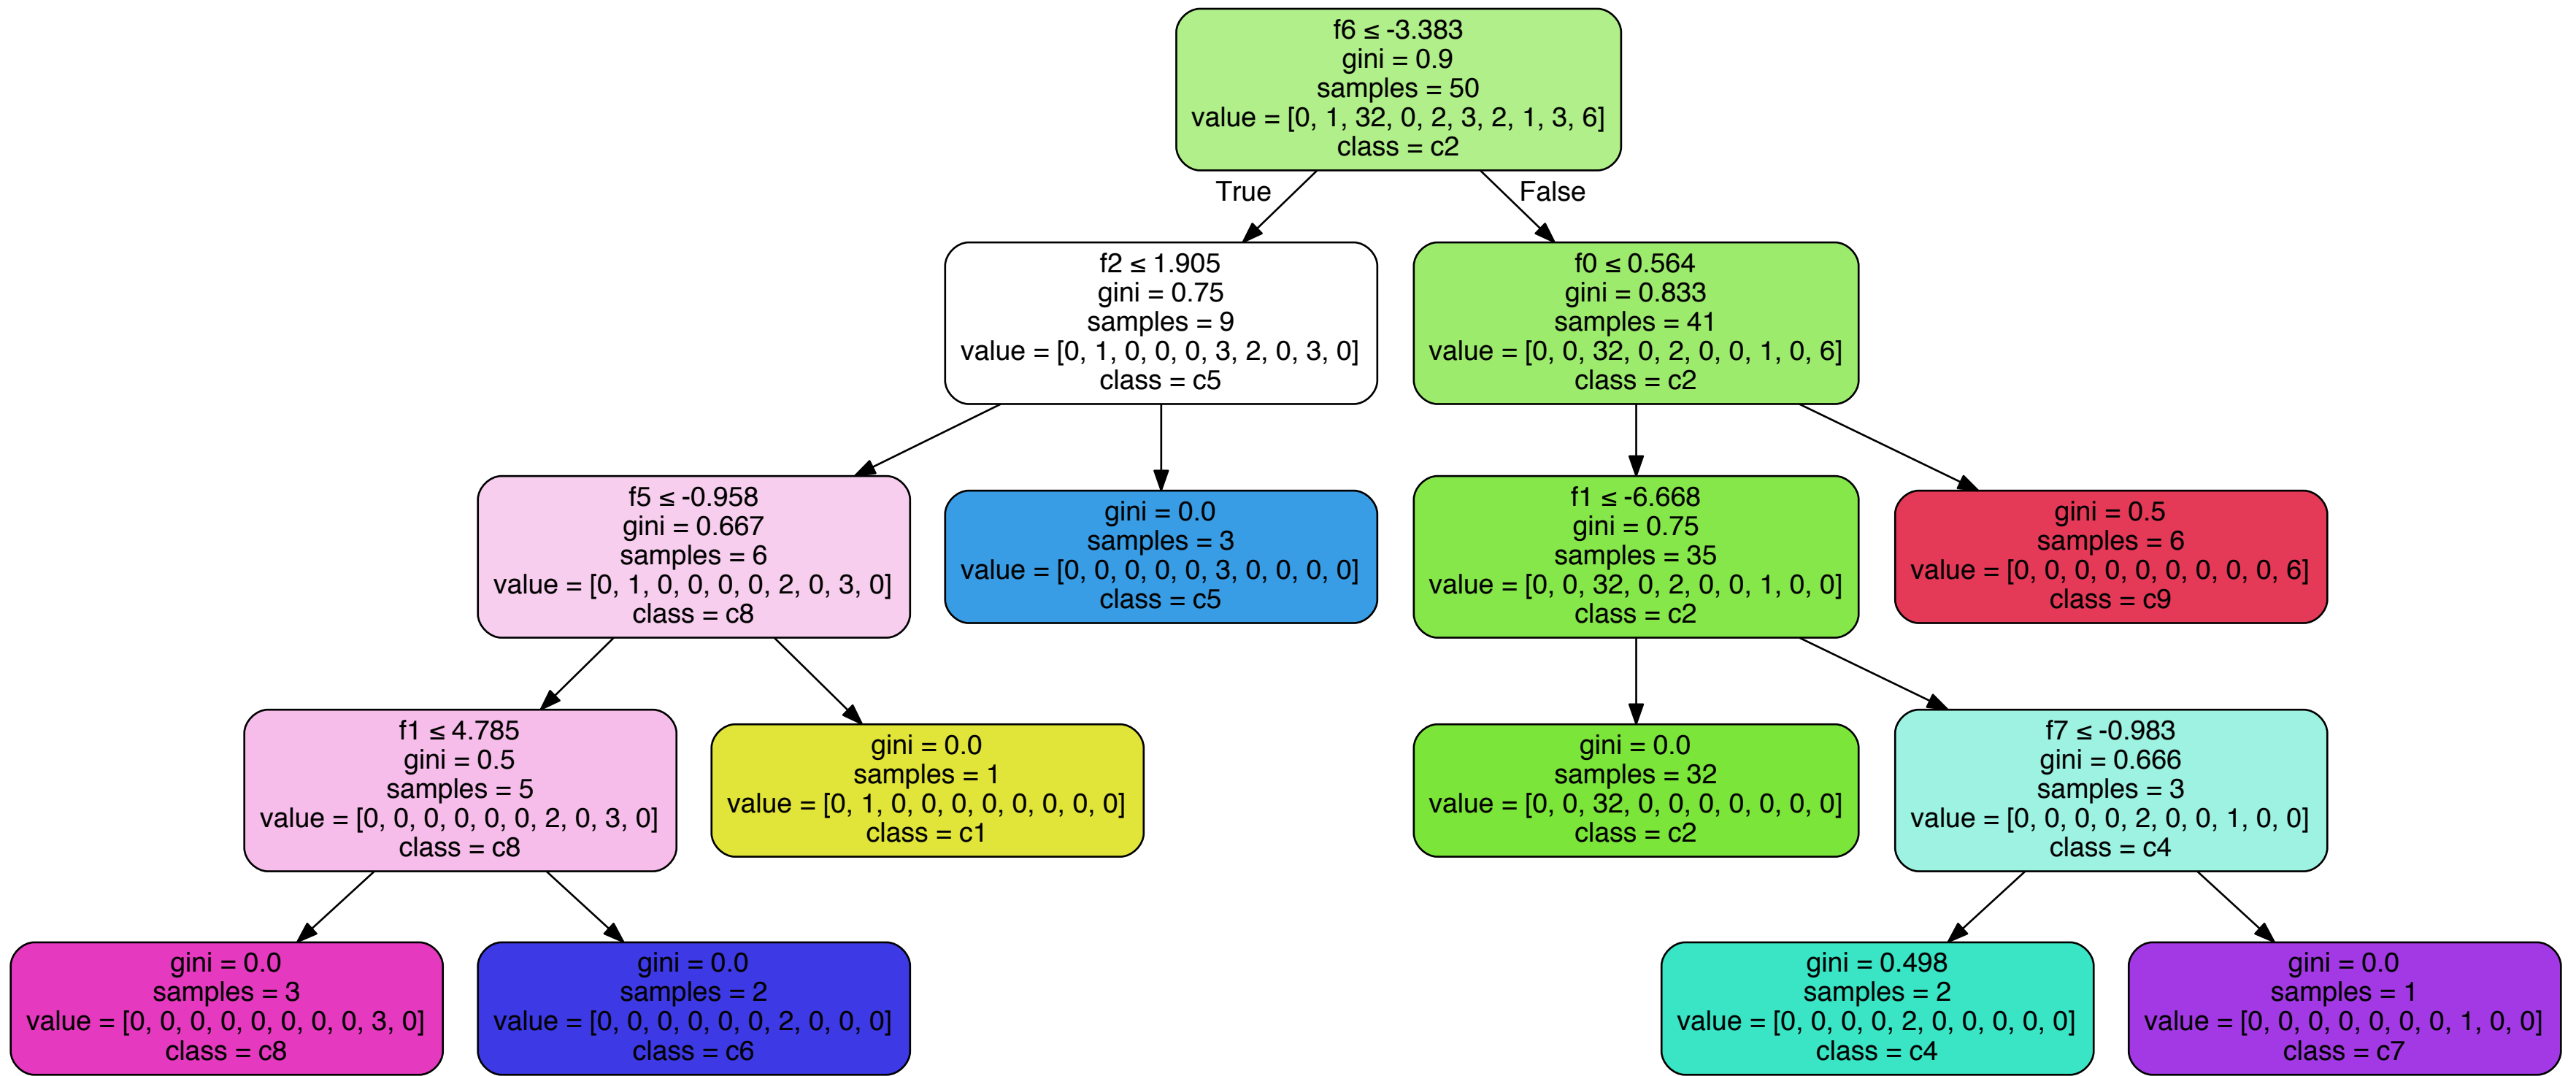 f6 ≤ -3.383
gini = 0.9
samples = 50
value = [0, 1, 32, 0, 2, 3, 2, 1, 3, 6]
class = c2
True
False
f2 ≤ 1.905
gini = 0.75
samples = 9
value = [0, 1, 0, 0, 0, 3, 2, 0, 3, 0]
class = c5
f0 ≤ 0.564
gini = 0.833
samples = 41
value = [0, 0, 32, 0, 2, 0, 0, 1, 0, 6]
class = c2
f5 ≤ -0.958
gini = 0.667
samples = 6
value = [0, 1, 0, 0, 0, 0, 2, 0, 3, 0]
class = c8
gini = 0.0
samples = 3
value = [0, 0, 0, 0, 0, 3, 0, 0, 0, 0]
class = c5
f1 ≤ -6.668
gini = 0.75
samples = 35
value = [0, 0, 32, 0, 2, 0, 0, 1, 0, 0]
class = c2
gini = 0.5
samples = 6
value = [0, 0, 0, 0, 0, 0, 0, 0, 0, 6]
class = c9
f1 ≤ 4.785
gini = 0.5
samples = 5
value = [0, 0, 0, 0, 0, 0, 2, 0, 3, 0]
class = c8
gini = 0.0
samples = 1
value = [0, 1, 0, 0, 0, 0, 0, 0, 0, 0]
class = c1
gini = 0.0
samples = 32
value = [0, 0, 32, 0, 0, 0, 0, 0, 0, 0]
class = c2
f7 ≤ -0.983
gini = 0.666
samples = 3
value = [0, 0, 0, 0, 2, 0, 0, 1, 0, 0]
class = c4
gini = 0.0
samples = 3
value = [0, 0, 0, 0, 0, 0, 0, 0, 3, 0]
class = c8
gini = 0.0
samples = 2
value = [0, 0, 0, 0, 0, 0, 2, 0, 0, 0]
class = c6
gini = 0.498
samples = 2
value = [0, 0, 0, 0, 2, 0, 0, 0, 0, 0]
class = c4
gini = 0.0
samples = 1
value = [0, 0, 0, 0, 0, 0, 0, 1, 0, 0]
class = c7